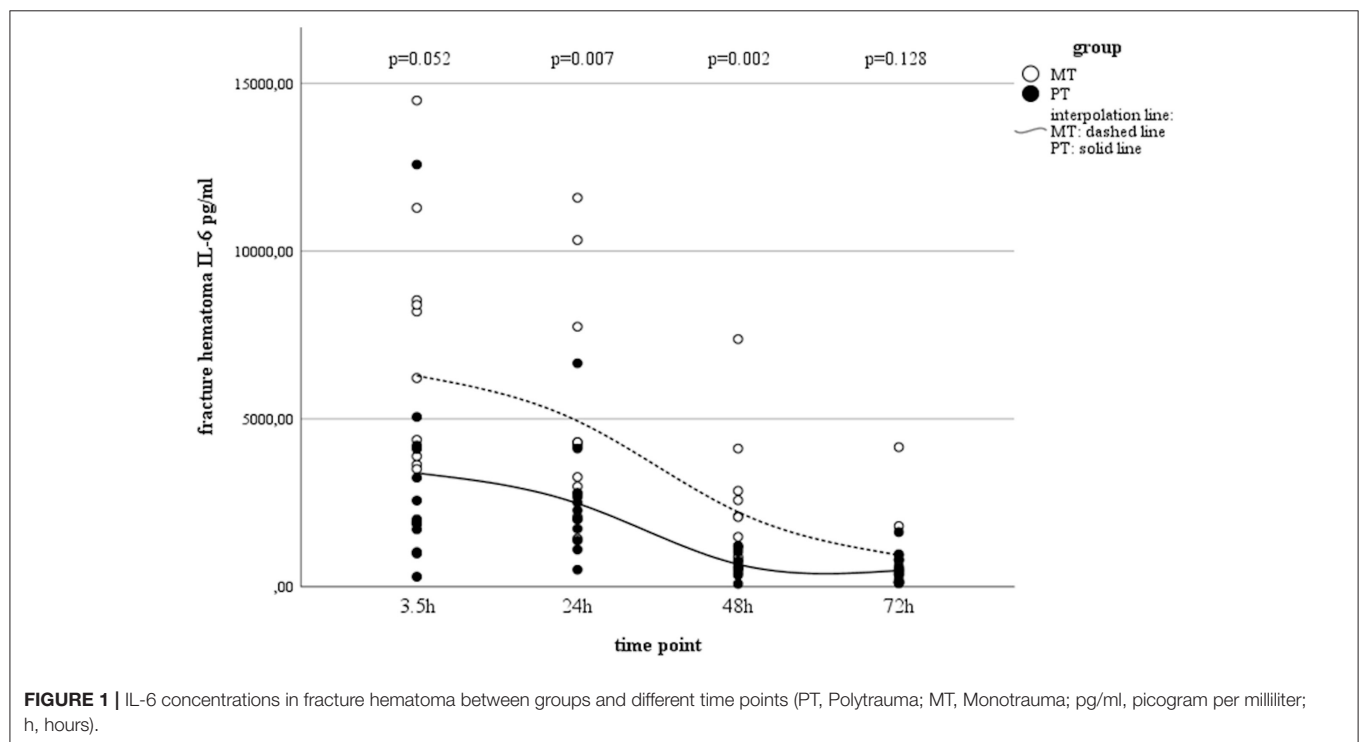 p=0.052 p=0.007 p=0.002 p=0.128
group
MT
PT
interpolation line:
MT: dashed line
PT: solid line
15000,00
10000,00
5000,00
,00
fracture hematoma IL-6 pg/ml
3.5h 24h 48h 72h
time point
FIGURE 1 | IL-6 concentrations in fracture hematoma between groups and different time points (PT, Polytrauma; MT, Monotrauma; pg/ml, picogram per milliliter;
h, hours).